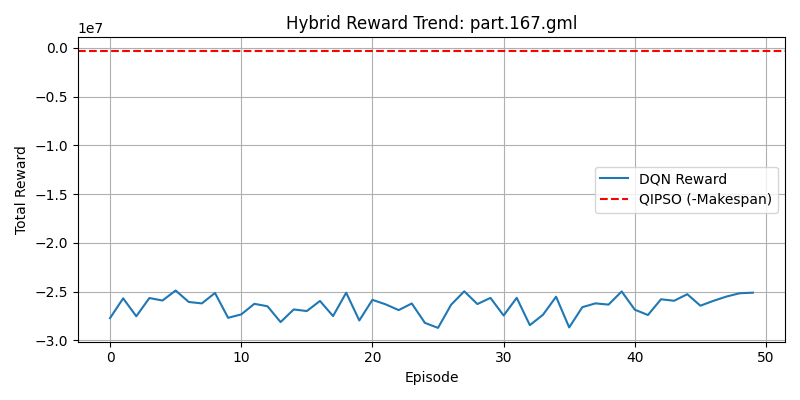 Hybrid Reward Trend: part.167.gml
1e7
0.0
−0.5
−1.0
−1.5
−2.0
−2.5
−3.0
Total Reward
DQN Reward
QIPSO (-Makespan)
0 10 20 30 40 50
Episode